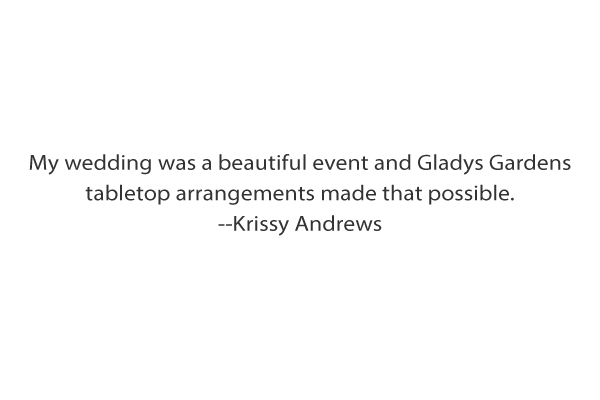 My wedding was a beautiful event and Gladys Gardens
tabletop arrangements made that possible.
--Krissy Andrews